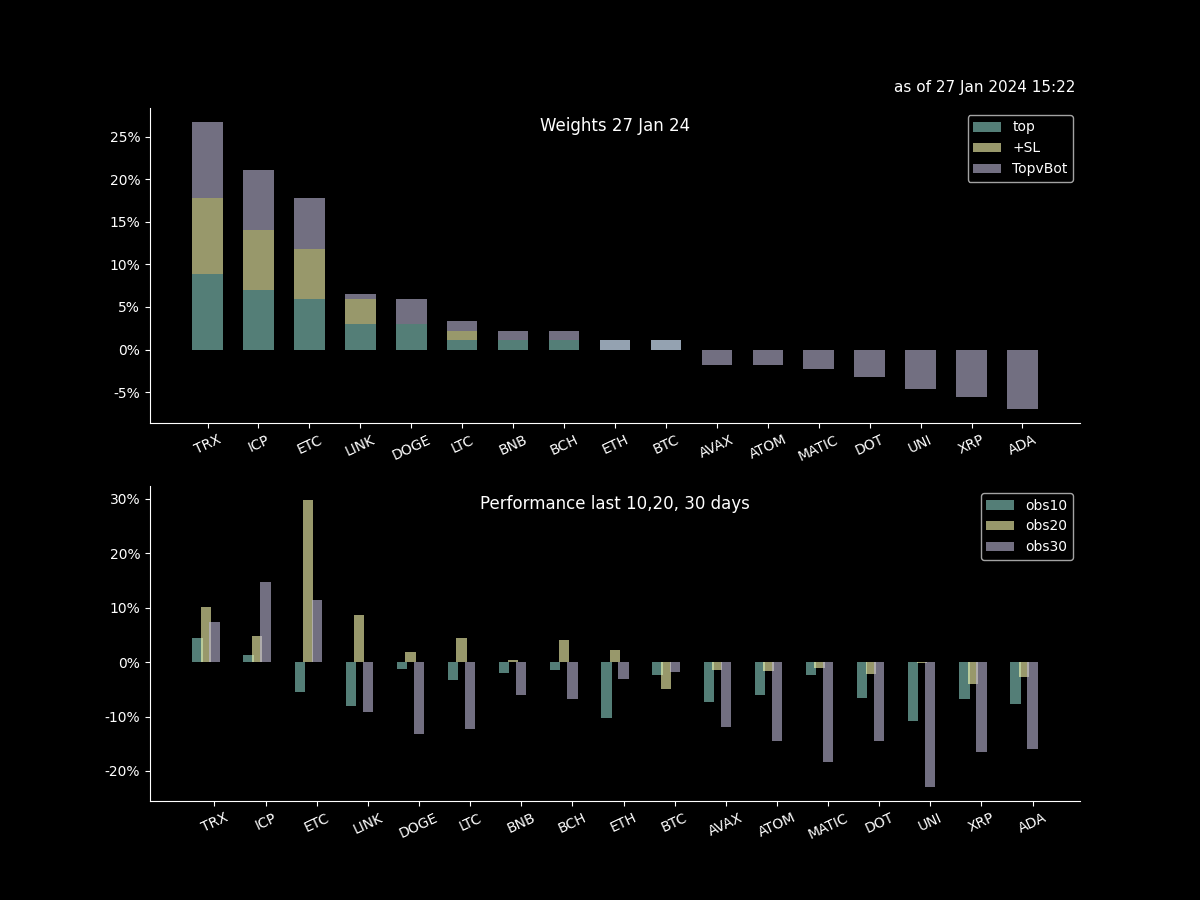 as of 27 Jan 2024 15:22
Weights 27 Jan 24
top
+SL
TopvBot
25%
20%
15%
10%
5%
0%
-5%
TRX ICP ETC LINK DOGE LTC BNB BCH ETH BTC AVAX ATOM MATIC DOT UNI XRP ADA
Performance last 10,20, 30 days
obs10
obs20
obs30
30%
20%
10%
0%
-10%
-20%
TRX ICP ETC LINK DOGE LTC BNB BCH ETH BTC AVAX ATOM MATIC DOT UNI XRP ADA